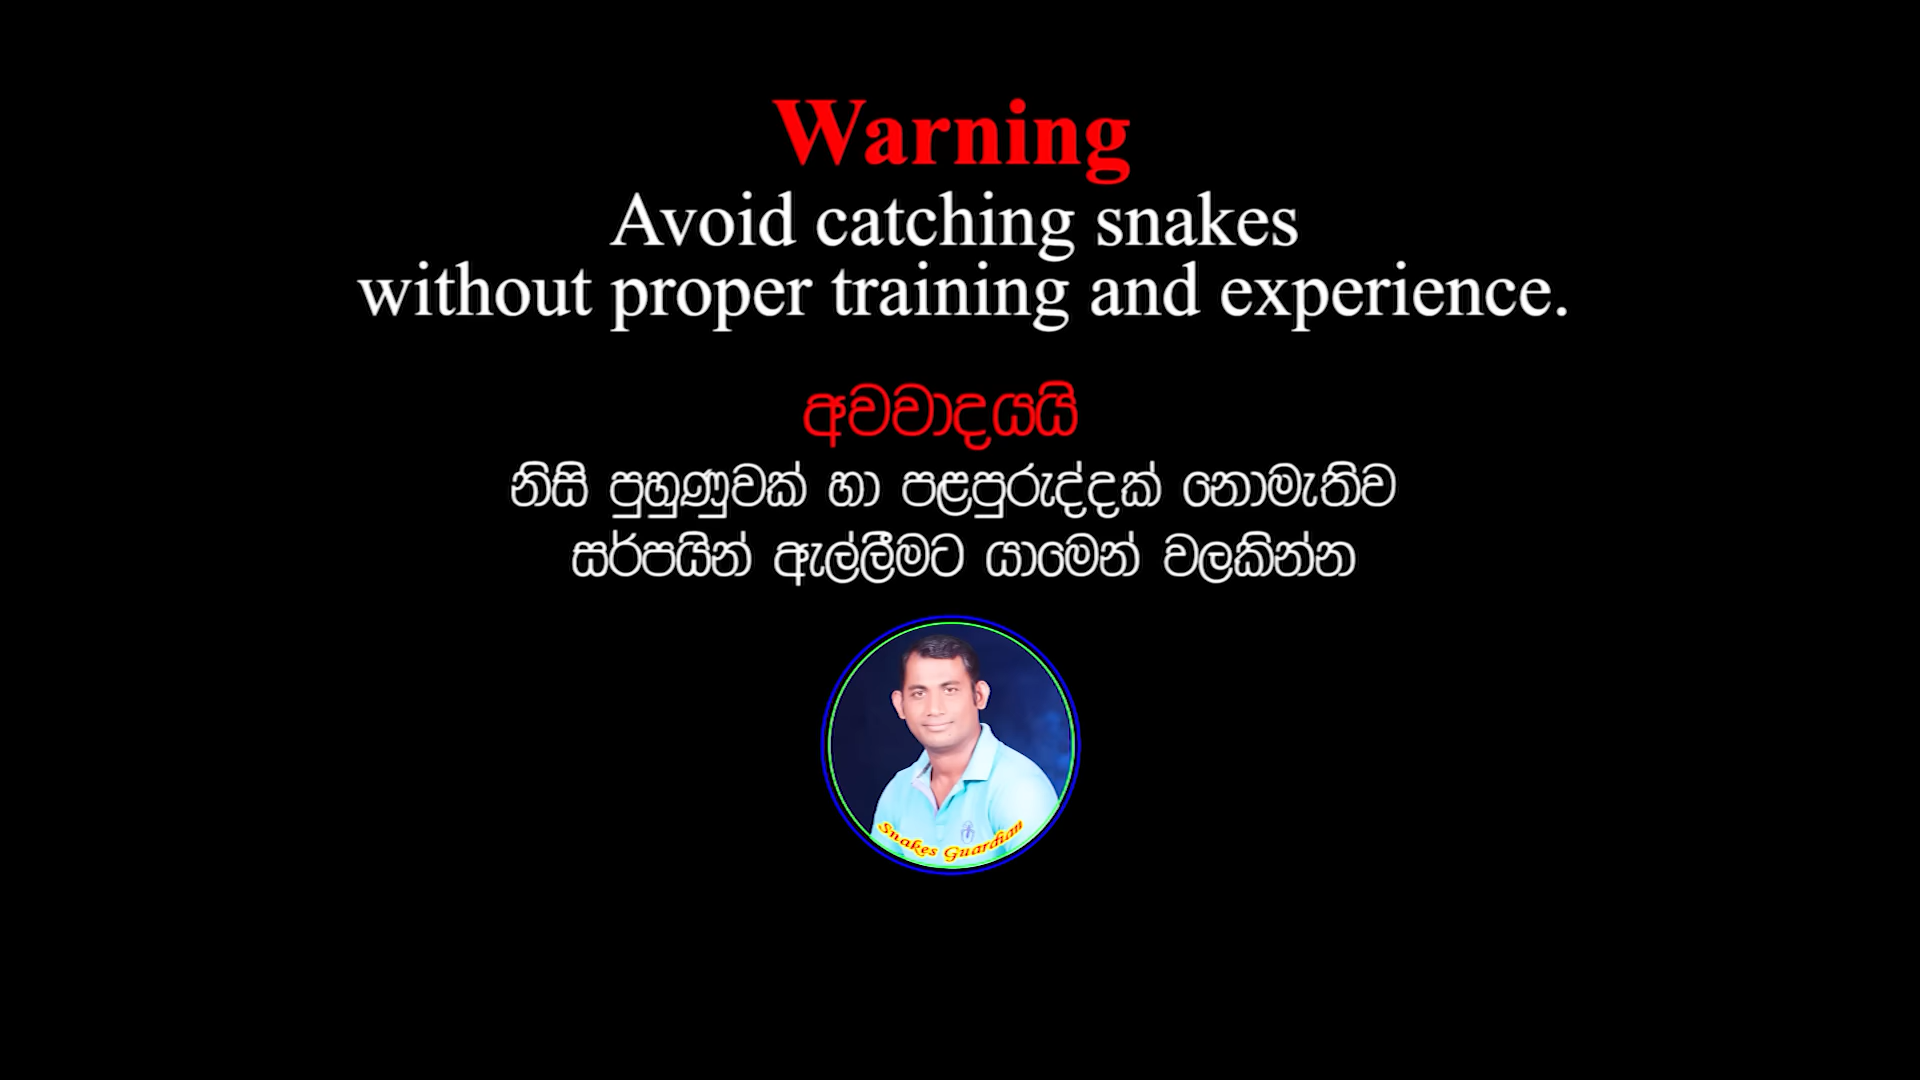 Warning
Avoid catching snakes
without proper training and experience.
අවවාදයයි
නිසි පුහුණුවක් හා පළපුරුද්දක් නොමැතිව
සර්පයින් ඇල්ලීමට යාමෙන් වලකින්න
Snakes Guardian